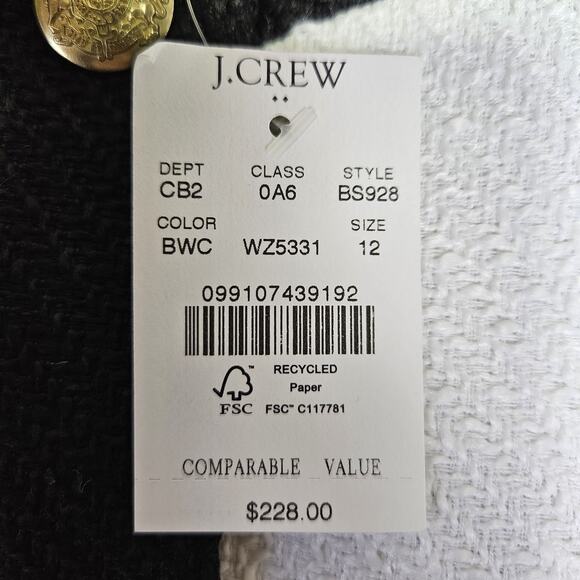 J.CREW
DEPT CLASS STYLE
CB2 0A6 BS928
COLOR SIZE
BWC WZ5331 12
099107439192
RECYCLED
Paper
FSC™ C117781
FSC
COMPARABLE VALUE
$228.00